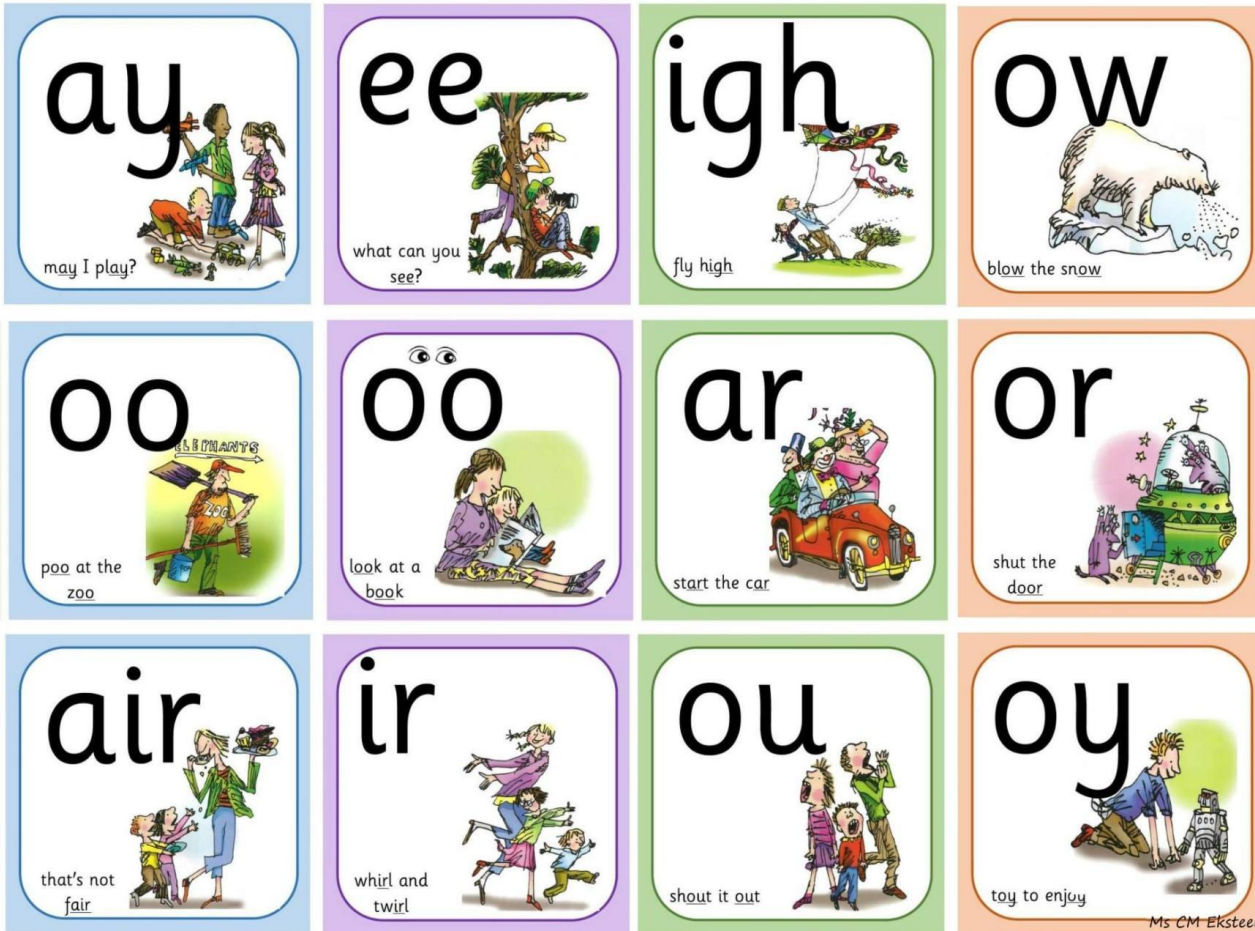 ay
may I play?
ee
what can you
see?
igh
fly high
ow
blow the snow
oo
ELEPHANTS
ZOO
poo at the
zoo
oo
look at a
book
ar
start the car
or
shut the
door
air
that's not
fair
ir
whirl and
twirl
ou
shout it out
oy
toy to enjoy
Ms CM Ekstee